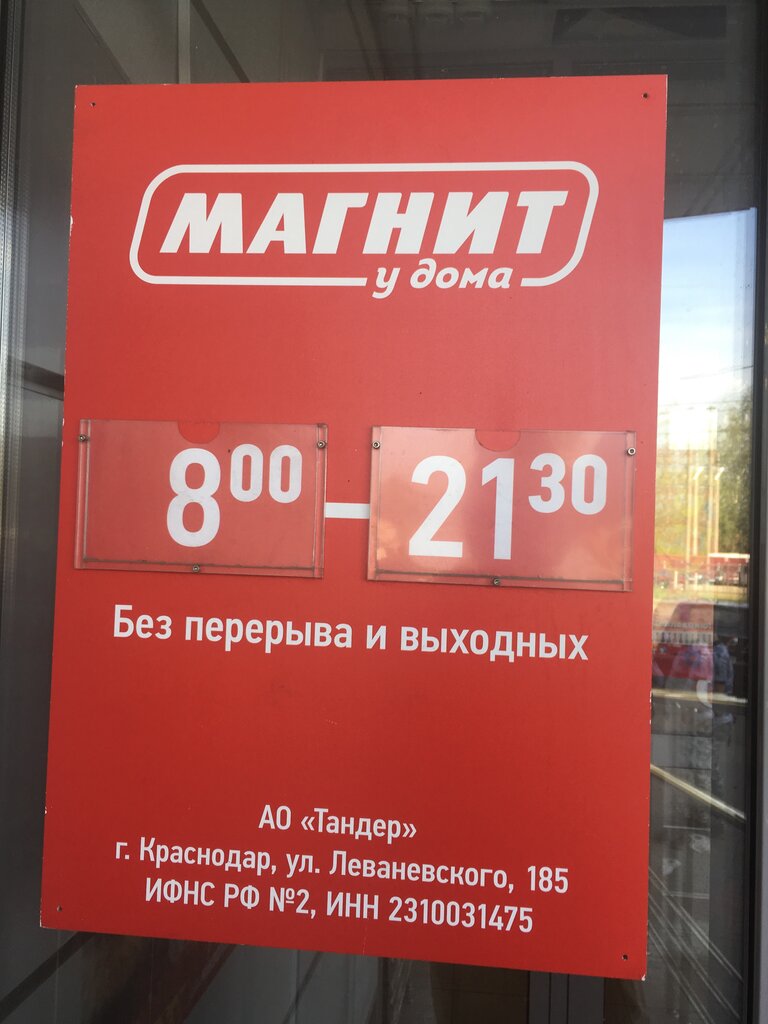 МАГНИТ
у дома
8⁰⁰ — 21³⁰
Без перерыва и выходных
АО «Тандер»
г. Краснодар, ул. Леваневского, 185
ИФНС РФ №2, ИНН 2310031475